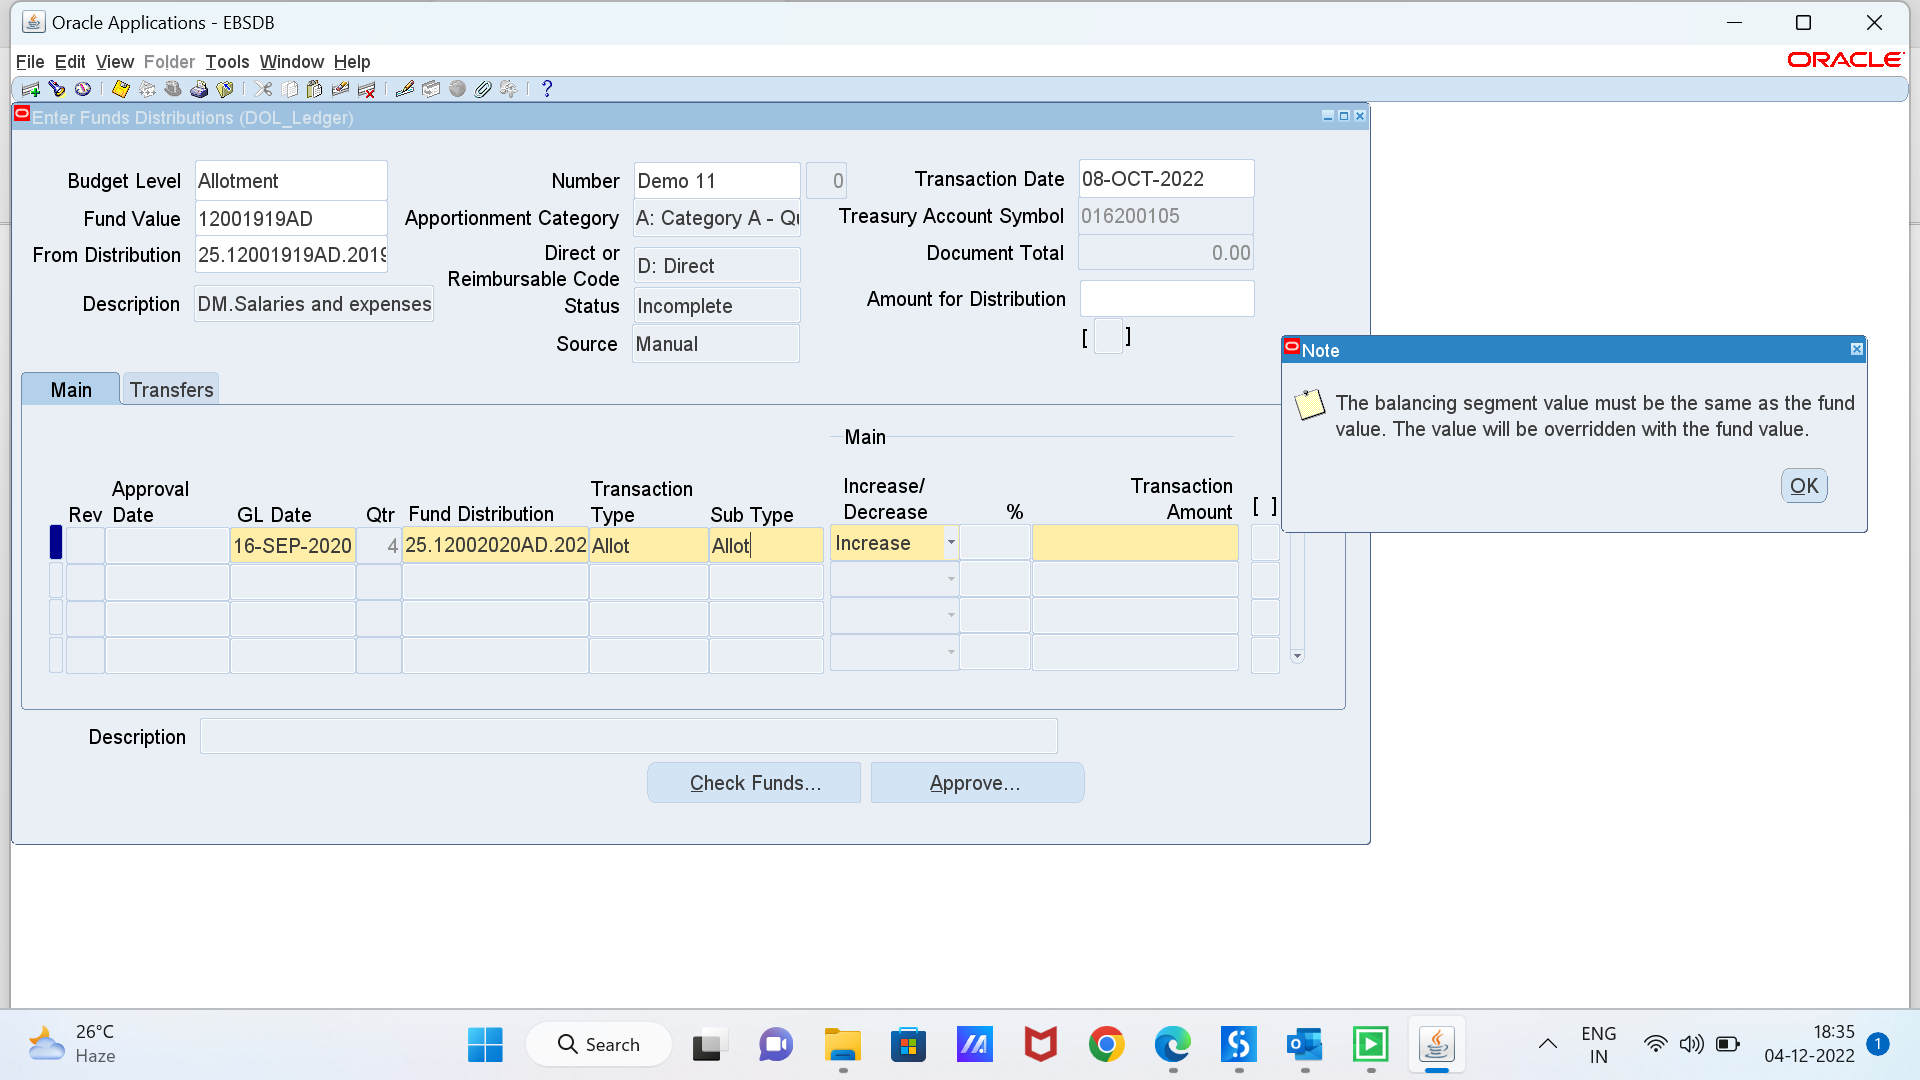 Oracle Applications - EBSDB
File Edit View Folder Tools Window Help
ORACLE
Enter Funds Distributions (DOL_Ledger)
Budget Level Allotment
Number Demo 11 0
Transaction Date 08-OCT-2022
Fund Value 12001919AD
Apportionment Category A: Category A - Qu
Treasury Account Symbol 016200105
From Distribution 25.12001919AD.2019
Direct or
Reimbursable Code D: Direct
Document Total 0.00
Description DM.Salaries and expenses
Status Incomplete
Amount for Distribution
[ ]
Source Manual
Note
The balancing segment value must be the same as the fund
value. The value will be overridden with the fund value.
OK
Main Transfers
Main
Rev
Approval
Date
GL Date
Qtr
Fund Distribution
Transaction
Type
Sub Type
Increase/
Decrease
%
Transaction
Amount
[ ]
16-SEP-2020 4 25.12002020AD.202 Allot Allot Increase
Description
Check Funds...
Approve...
26°C
Haze
Search
ENG
IN
18:35
04-12-2022
1